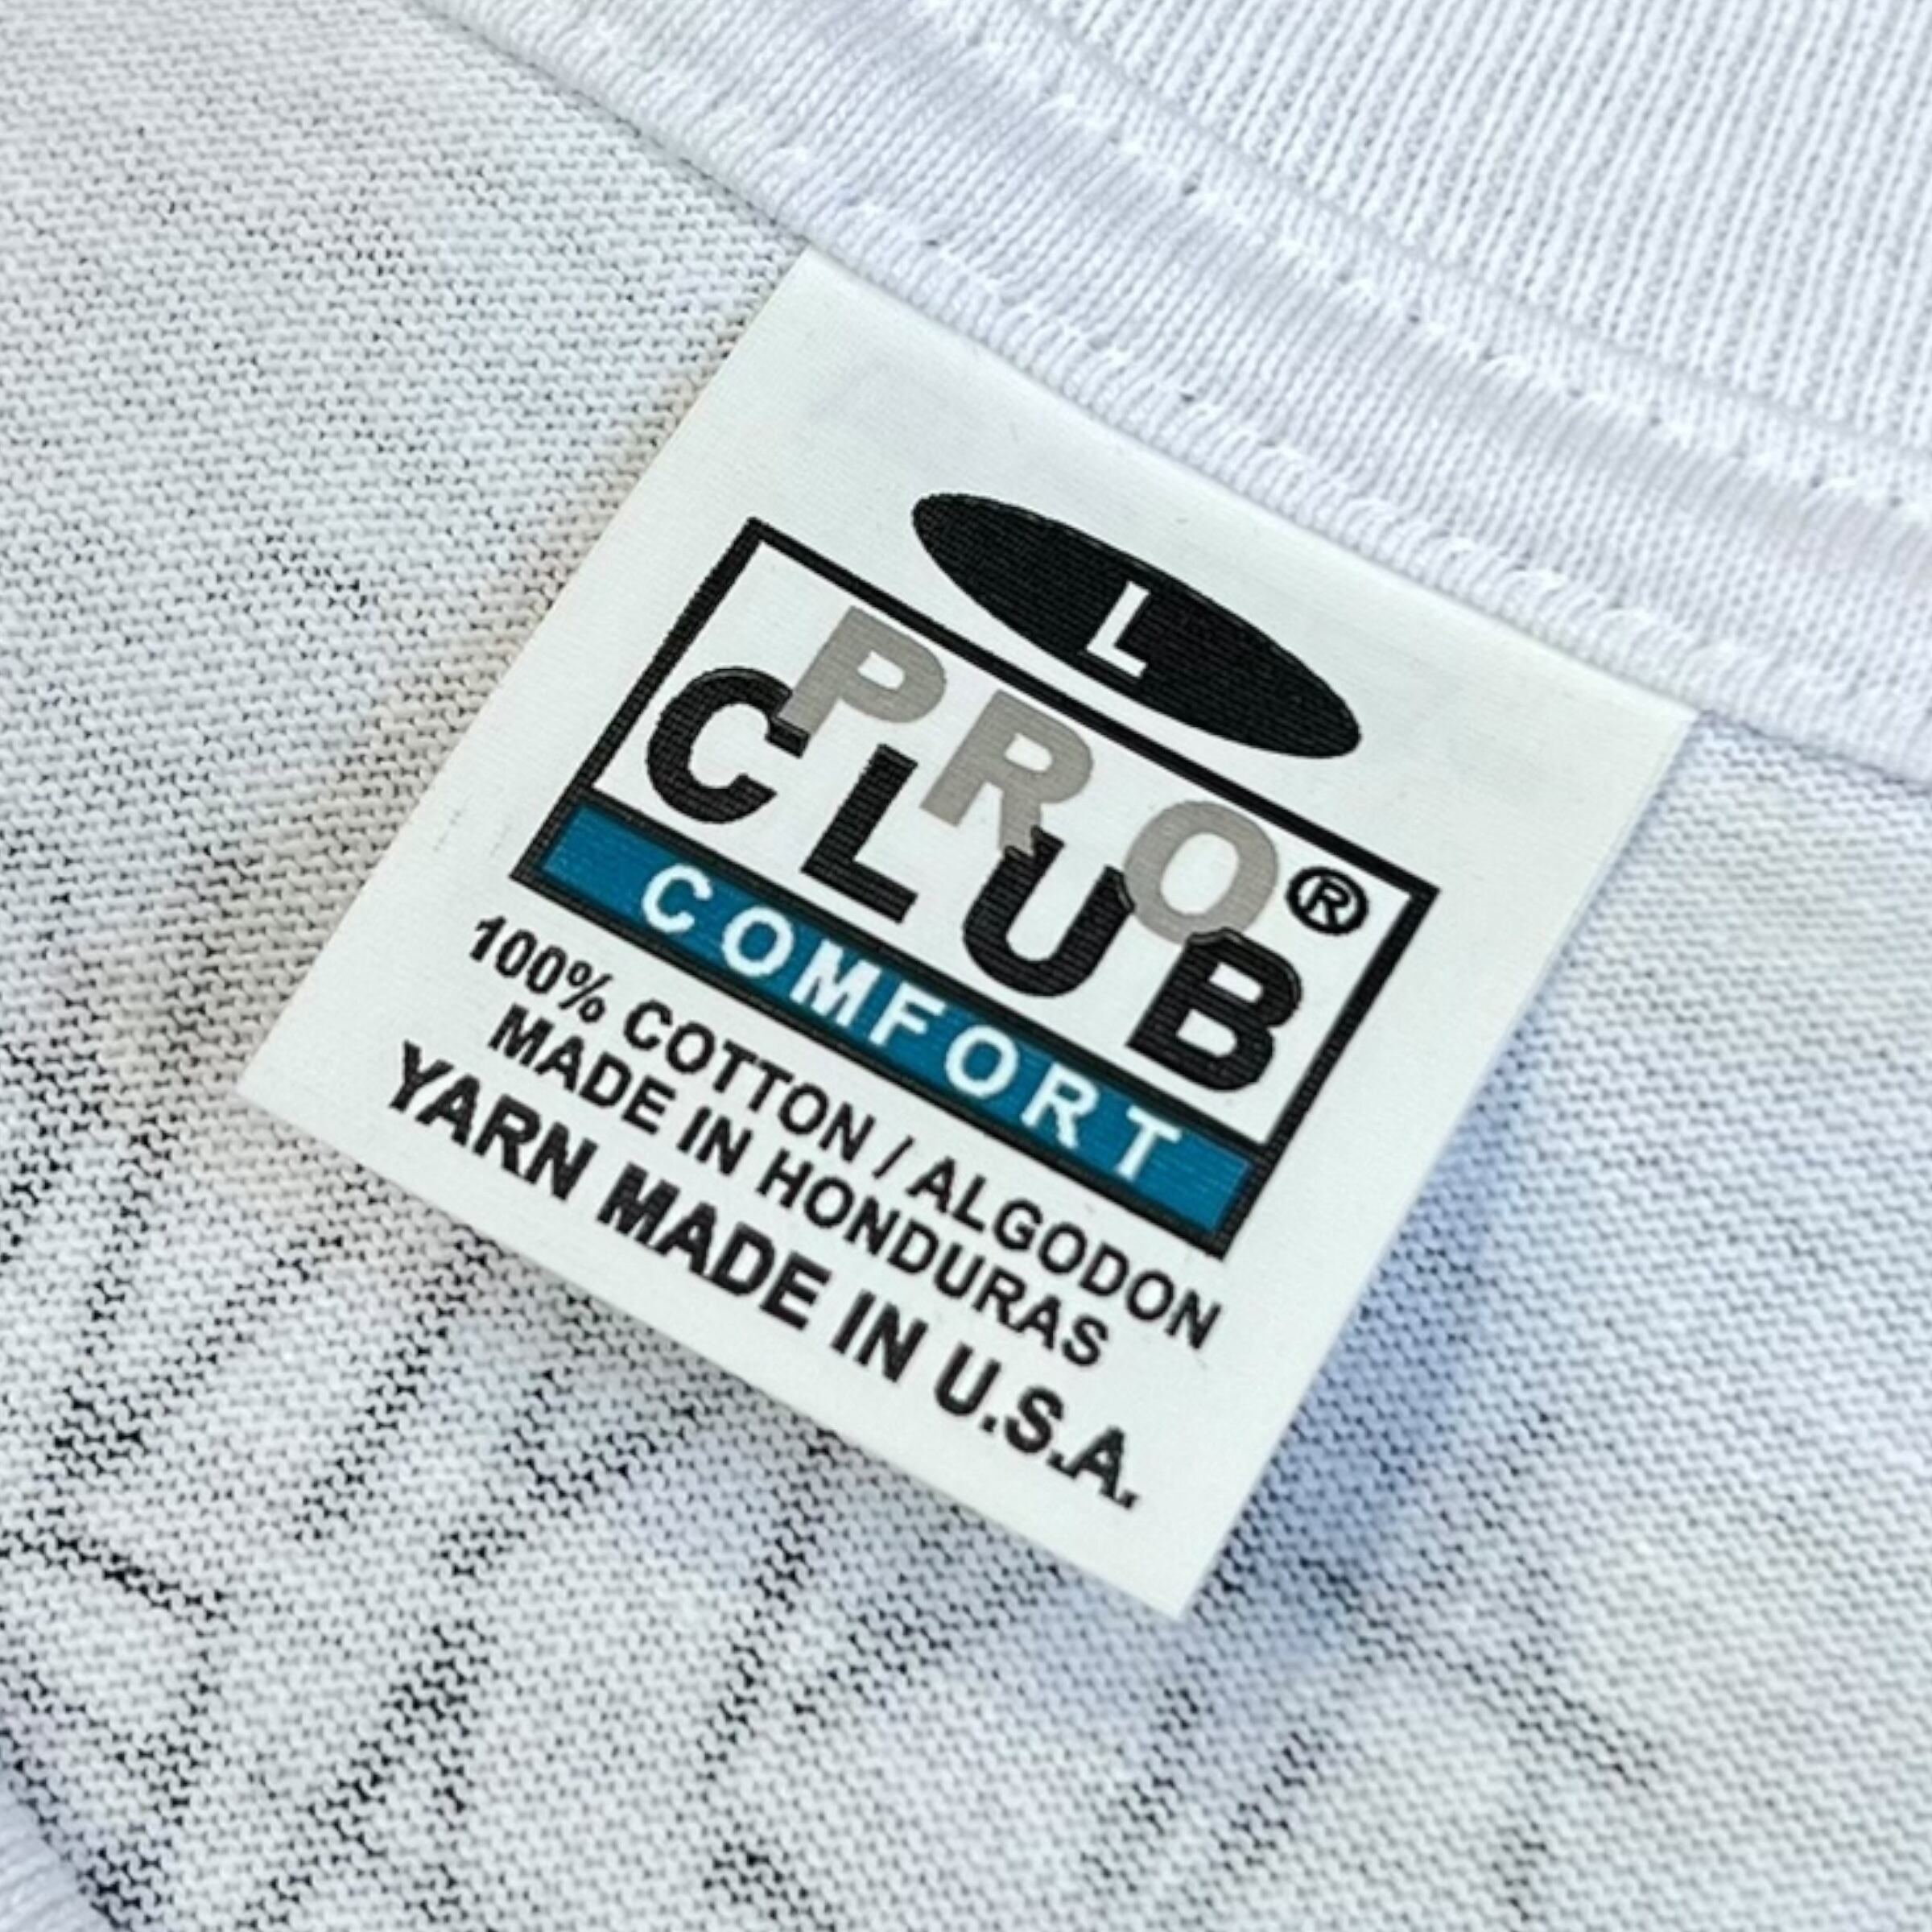 L
PRO
CLUB®
COMFORT
100% COTTON / ALGODON
MADE IN HONDURAS
YARN MADE IN U.S.A.